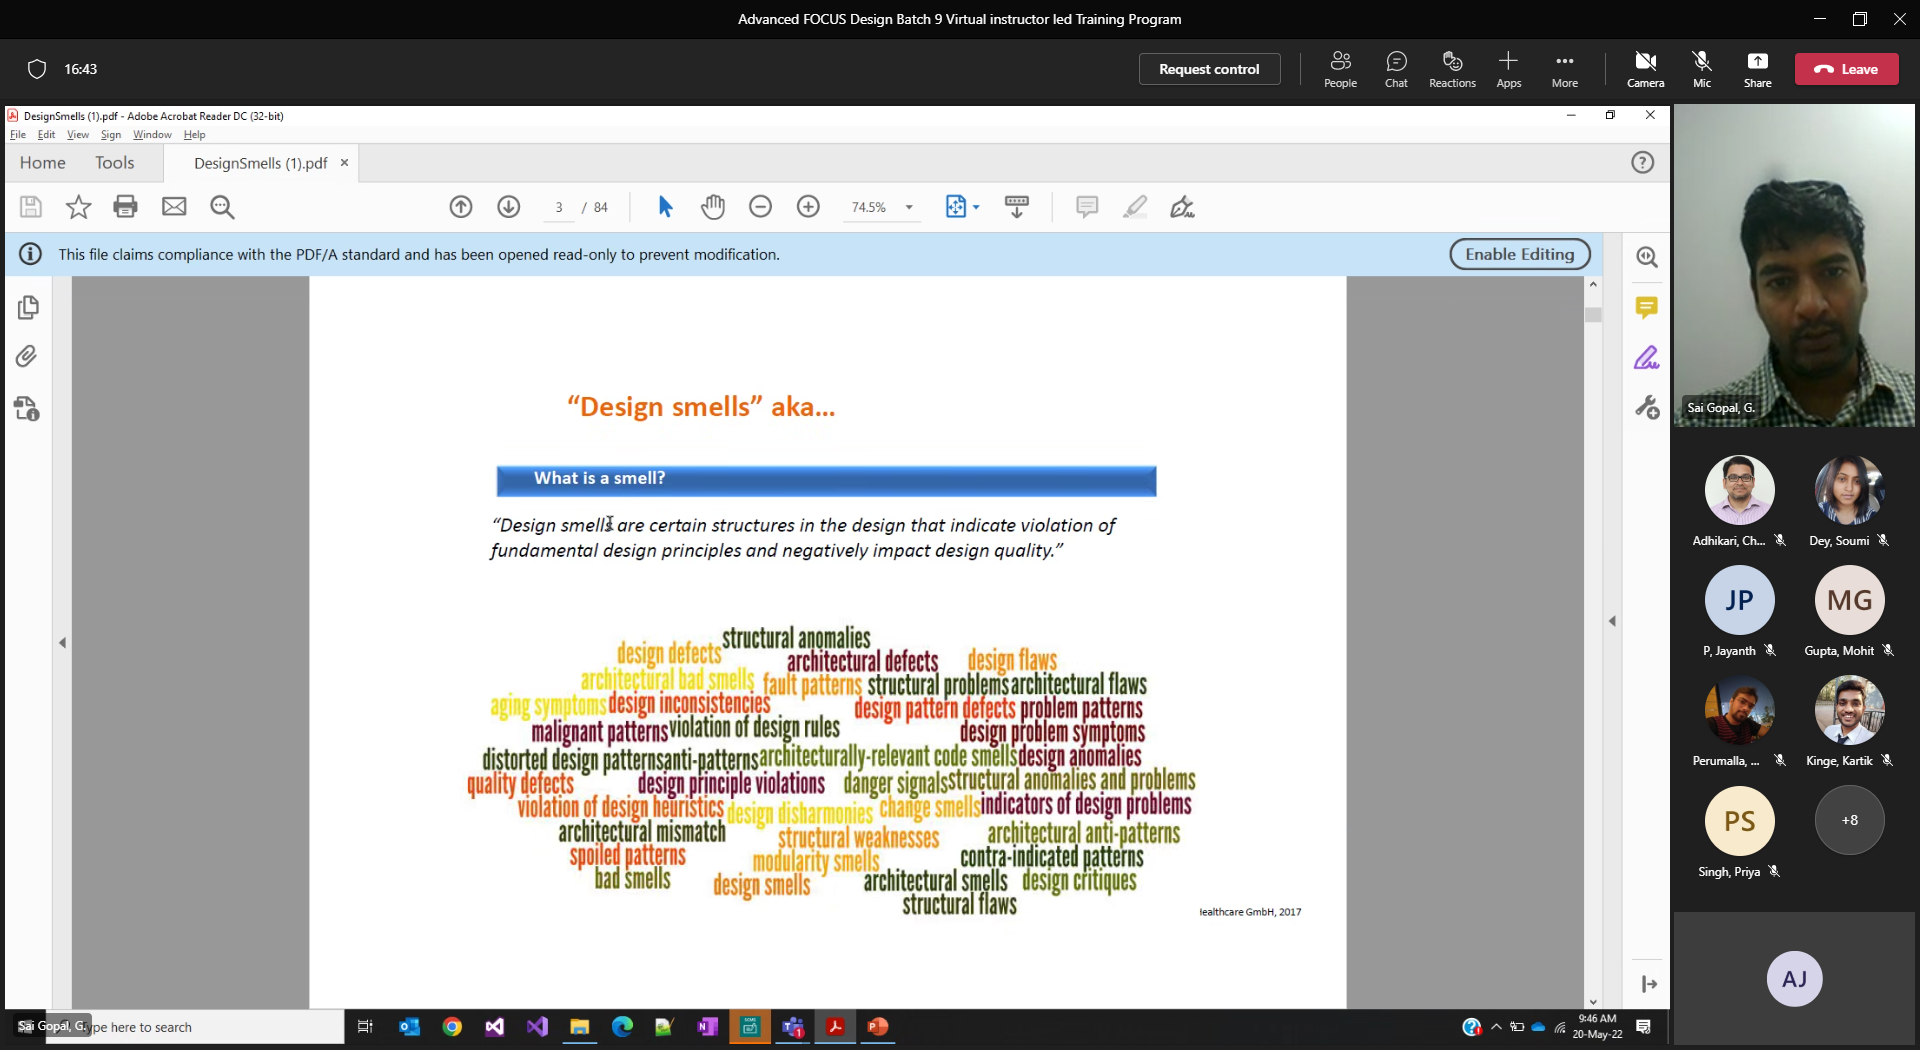 Advanced FOCUS Design Batch 9 Virtual instructor led Training Program
16:43
Request control
People Chat Reactions Apps More Camera Mic Share Leave
DesignSmells (1).pdf - Adobe Acrobat Reader DC (32-bit)
File Edit View Sign Window Help
Home Tools DesignSmells (1).pdf
3 / 84 74.5%
This file claims compliance with the PDF/A standard and has been opened read-only to prevent modification.
Enable Editing
“Design smells” aka...
What is a smell?
“Design smells are certain structures in the design that indicate violation of
fundamental design principles and negatively impact design quality.”
structural anomalies
design defects
architectural defects
design flaws
architectural bad smells
fault patterns
structural problems
architectural flaws
aging symptoms
design inconsistencies
design pattern defects
problem patterns
malignant patterns
violation of design rules
design problem symptoms
distorted design patterns
anti-patterns
architecturally-relevant code smells
design anomalies
quality defects
design principle violations
danger signals
structural anomalies and problems
violation of design heuristics
design disharmonies
change smells
indicators of design problems
architectural mismatch
structural weaknesses
architectural anti-patterns
spoiled patterns
modularity smells
contra-indicated patterns
bad smells
design smells
architectural smells
design critiques
structural flaws
lealthcare GmbH, 2017
Sai Gopal, G.
Adhikari, Ch... Dey, Soumi
JP MG
P, Jayanth Gupta, Mohit
Perumalla, ... Kinge, Kartik
PS +8
Singh, Priya
AJ
Sai Gopal, G.
ype here to search
9:46 AM
20-May-22